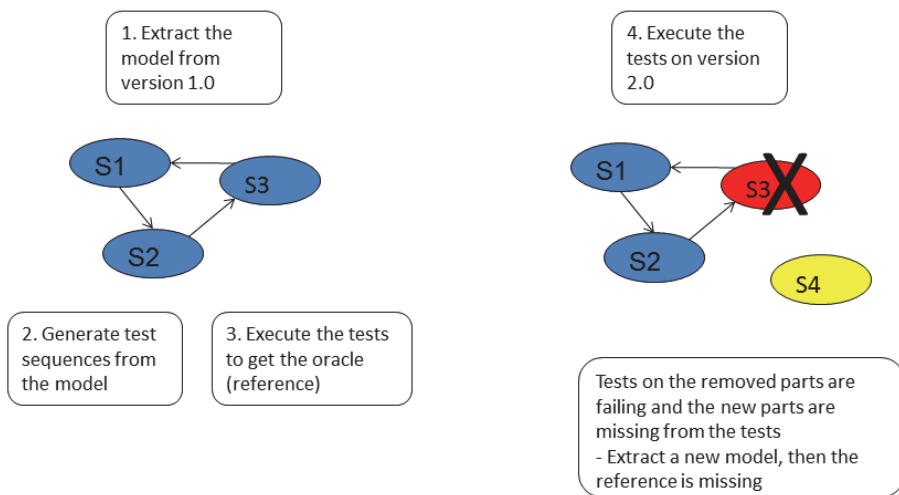 1. Extract the
model from
version 1.0
S1
S3
S2
2. Generate test
sequences from
the model
3. Execute the tests
to get the oracle
(reference)
4. Execute the
tests on version
2.0
S1
S3
S2
S4
Tests on the removed parts are
failing and the new parts are
missing from the tests
- Extract a new model, then the
reference is missing